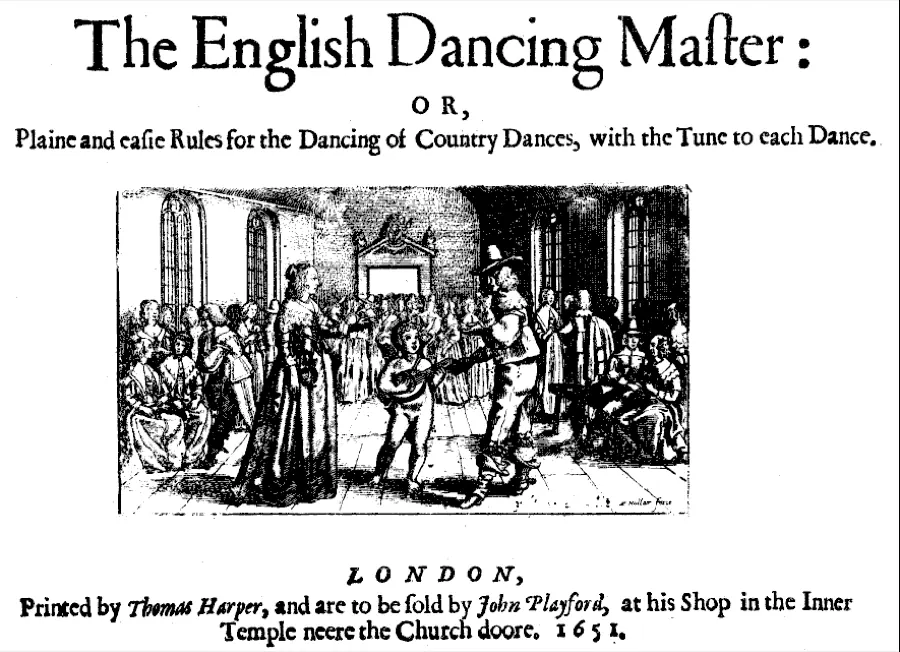 The English Dancing Maſter:
OR,
Plaine and eaſie Rules for the Dancing of Country Dances, with the Tune to each Dance.
LONDON,
Printed by Thomas Harper, and are to be ſold by John Playford, at his Shop in the Inner
Temple neere the Church doore. 1651.